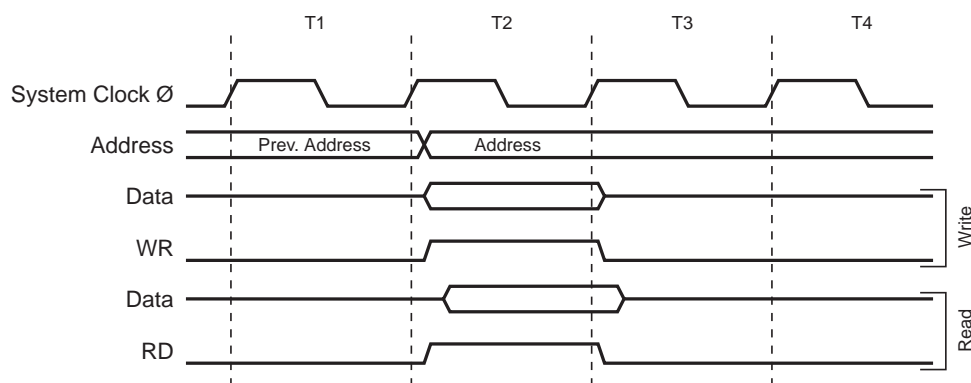 T1 T2 T3 T4
System Clock Ø
Address Prev. Address Address
Data
WR
Write
Data
RD
Read